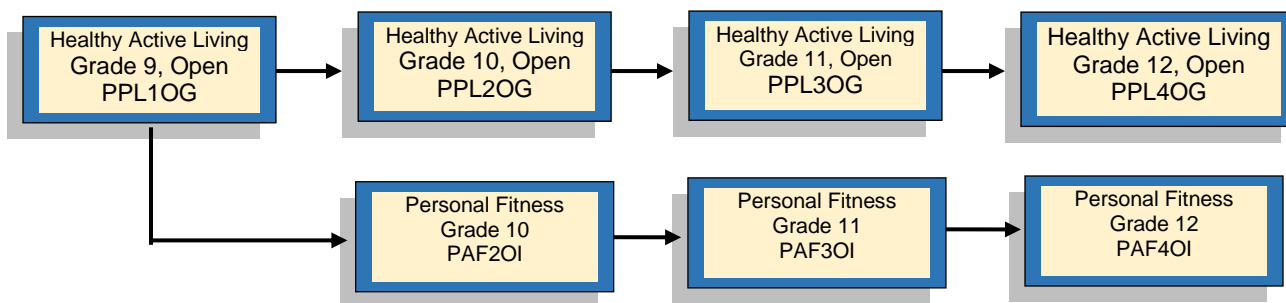 Healthy Active Living
Grade 9, Open
PPL1OG
Healthy Active Living
Grade 10, Open
PPL2OG
Healthy Active Living
Grade 11, Open
PPL3OG
Healthy Active Living
Grade 12, Open
PPL4OG
Personal Fitness
Grade 10
PAF2OI
Personal Fitness
Grade 11
PAF3OI
Personal Fitness
Grade 12
PAF4OI